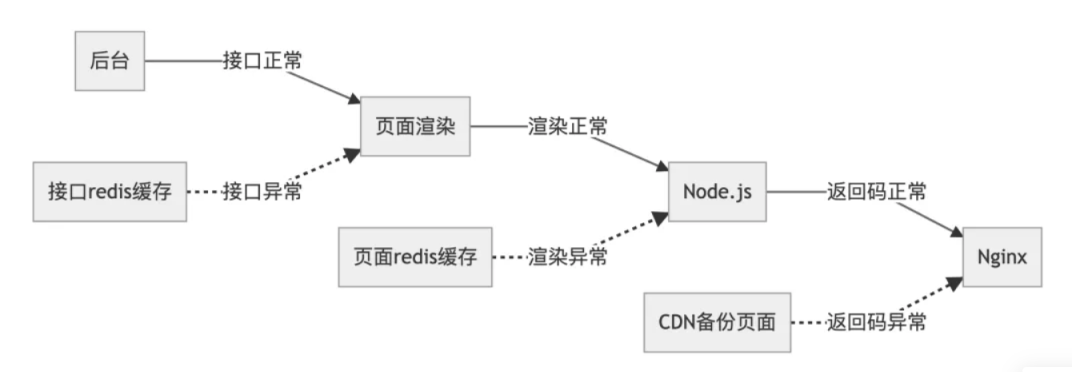 后台
接口正常
页面渲染
渲染正常
接口redis缓存
接口异常
Node.js
返回码正常
页面redis缓存
渲染异常
Nginx
CDN备份页面
返回码异常